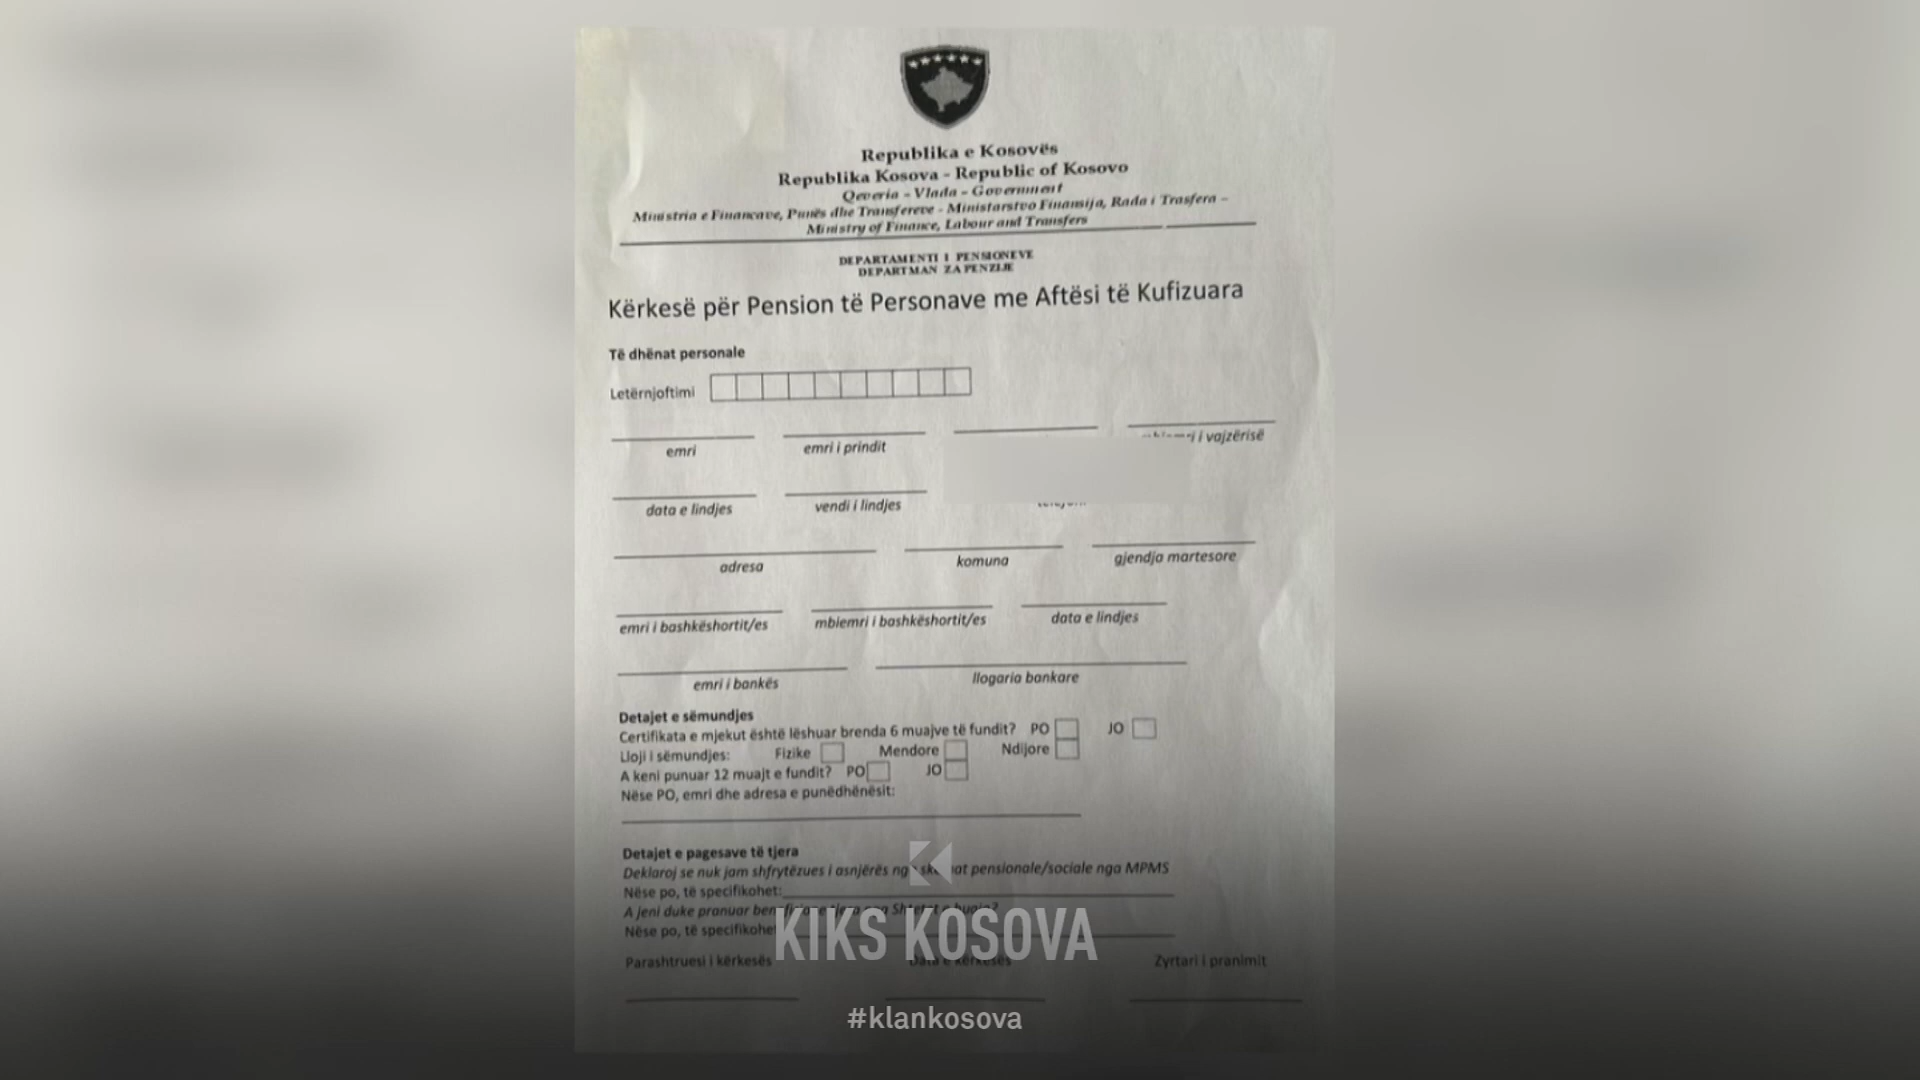 Republika e Kosovës
Republika Kosova - Republic of Kosovo
Qeveria - Vlada - Government
Ministria e Financave, Punës dhe Transfereve - Ministarstvo Finansija, Rada i Trasfera -
Ministry of Finance, Labour and Transfers
DEPARTAMENTI I PENSIONEVE
DEPARTMAN ZA PENZIJE
Kërkesë për Pension të Personave me Aftësi të Kufizuara
Të dhënat personale
Letërnjoftimi
emri emri i prindit i vajzërisë
data e lindjes vendi i lindjes
adresa komuna gjendja martesore
emri i bashkëshortit/es mbiemri i bashkëshortit/es data e lindjes
emri i bankës llogaria bankare
Detajet e sëmundjes
Certifikata e mjekut është lëshuar brenda 6 muajve të fundit? PO JO
Lloji i sëmundjes: Fizike Mendore Ndijore
A keni punuar 12 muajt e fundit? PO JO
Nëse PO, emri dhe adresa e punëdhënësit:
Detajet e pagesave të tjera
Deklaroj se nuk jam shfrytëzues i asnjërës pensionale/sociale nga MPMS
Nëse po, të specifikohet:
A jeni duke pranuar
Nëse po, të specifikohet
KIKS KOSOVA
Parashtruesi i kërkesës Data e kërkesës Zyrtari i pranimit
#klankosova